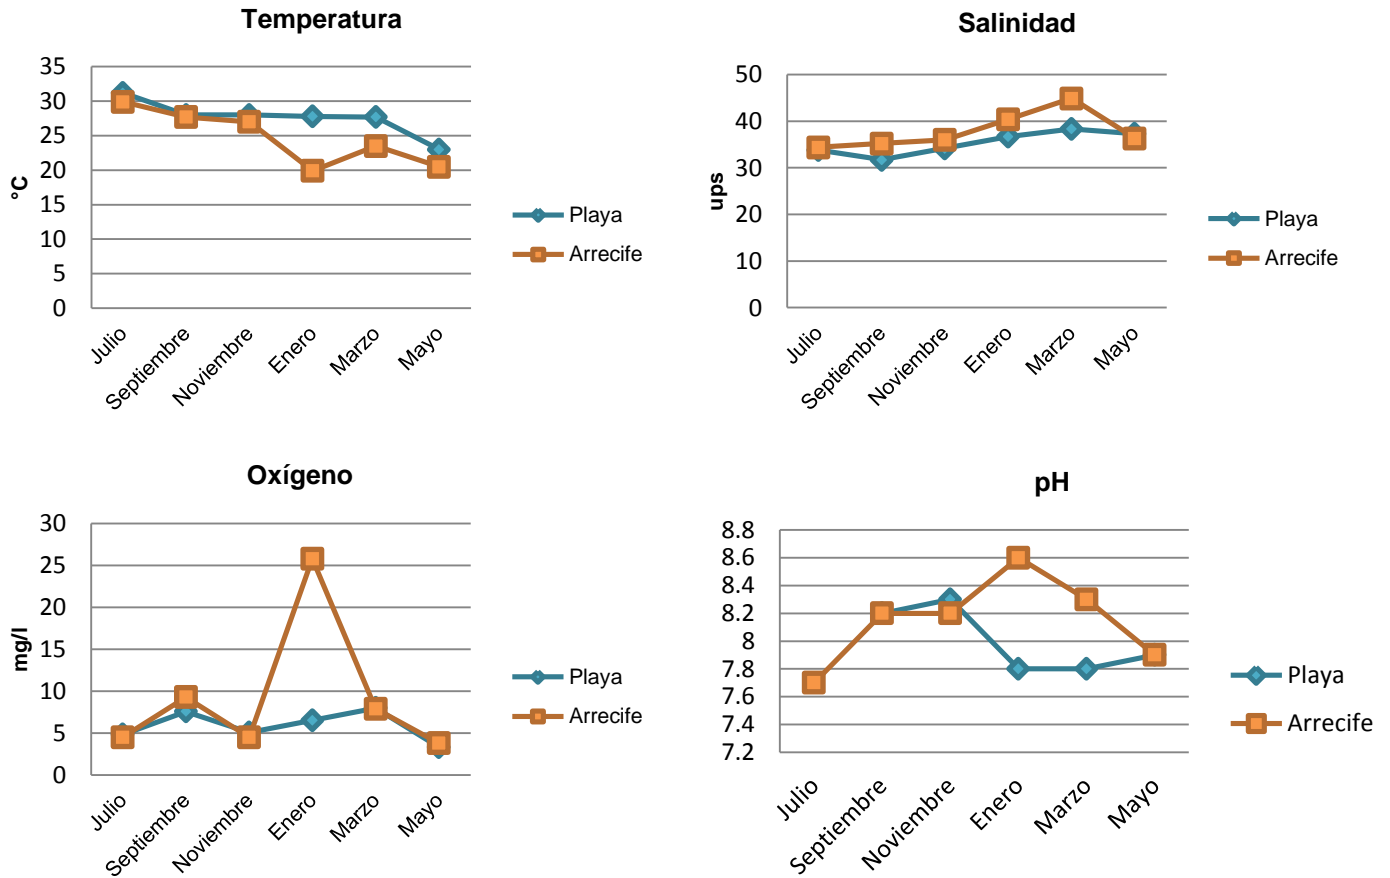 Temperatura
35
30
25
20
15
10
5
0
°C
Julio
Septiembre
Noviembre
Enero
Marzo
Mayo
Playa
Arrecife
Salinidad
50
40
30
20
10
0
ups
Julio
Septiembre
Noviembre
Enero
Marzo
Mayo
Playa
Arrecife
Oxígeno
30
25
20
15
10
5
0
mg/l
Julio
Septiembre
Noviembre
Enero
Marzo
Mayo
Playa
Arrecife
pH
8.8
8.6
8.4
8.2
8
7.8
7.6
7.4
7.2
Julio
Septiembre
Noviembre
Enero
Marzo
Mayo
Playa
Arrecife